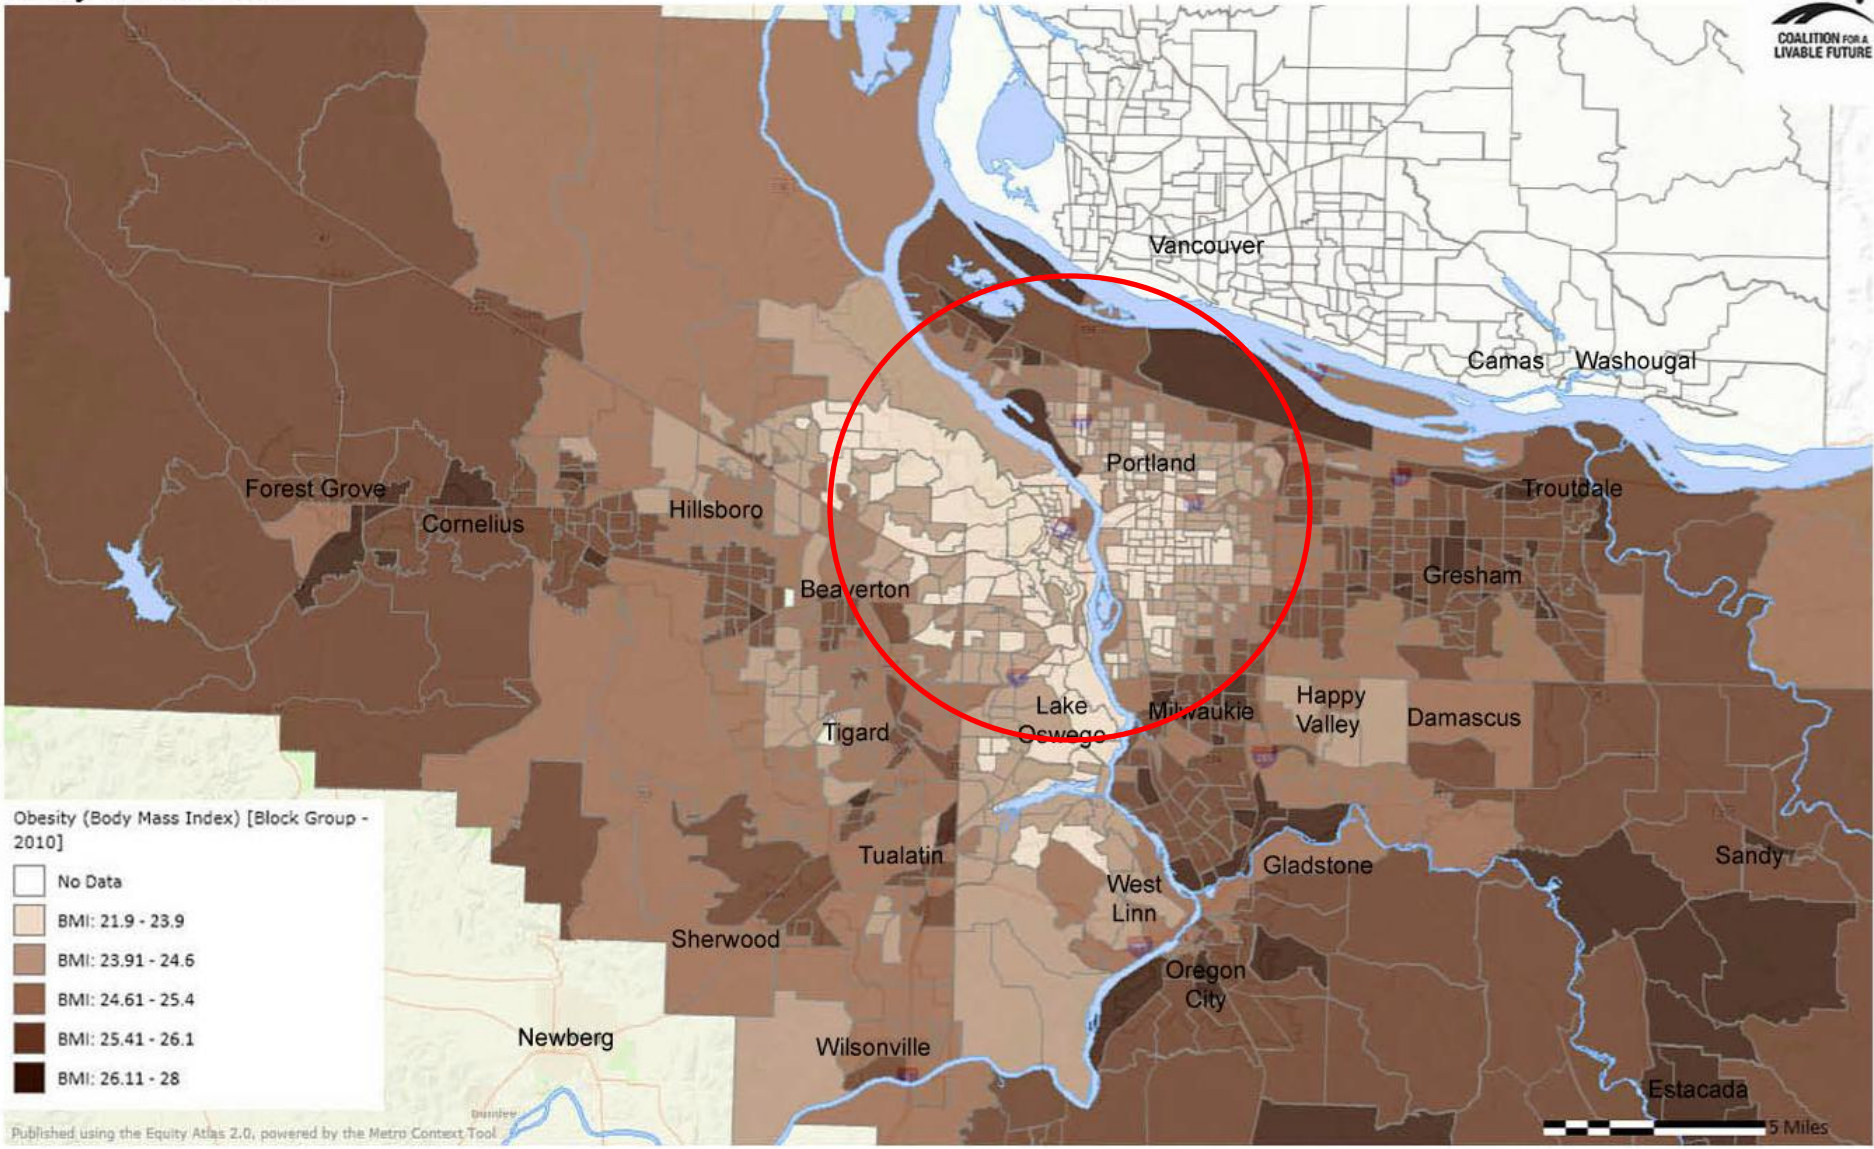 COALITION FOR A
LIVABLE FUTURE
Vancouver
Camas
Washougal
Portland
Forest Grove
Cornelius
Hillsboro
Troutdale
Gresham
Beaverton
Lake
Oswego
Milwaukie
Happy
Valley
Damascus
Tigard
Tualatin
West
Linn
Gladstone
Sandy
Sherwood
Oregon
City
Newberg
Wilsonville
Estacada
Dundee
5 Miles
Obesity (Body Mass Index) [Block Group -
2010]
No Data
BMI: 21.9 - 23.9
BMI: 23.91 - 24.6
BMI: 24.61 - 25.4
BMI: 25.41 - 26.1
BMI: 26.11 - 28
Published using the Equity Atlas 2.0, powered by the Metro Context Tool